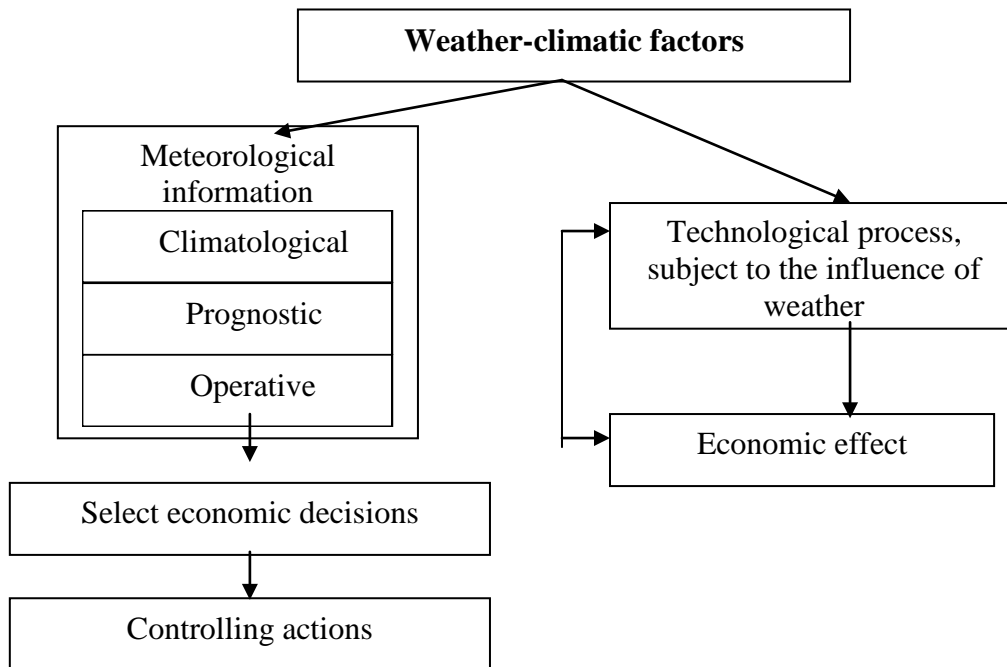 Weather-climatic factors
Meteorological
information
Climatological
Prognostic
Operative
Select economic decisions
Controlling actions
Technological process,
subject to the influence of
weather
Economic effect